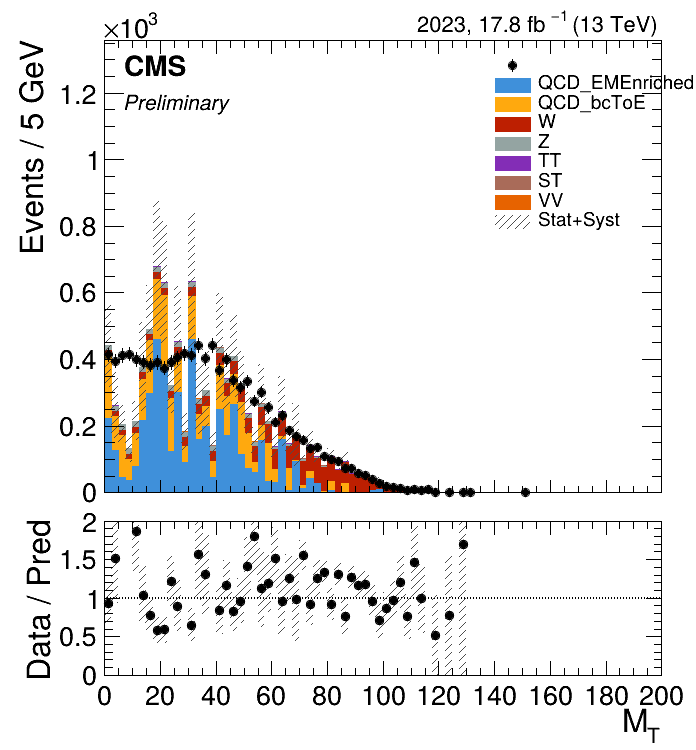 ×10³
2023, 17.8 fb ⁻¹ (13 TeV)
CMS
Preliminary
Events / 5 GeV
1.2
1
0.8
0.6
0.4
0.2
0
QCD_EMEnriched
QCD_bcToE
W
Z
TT
ST
VV
Stat+Syst
Data / Pred
2
1.5
1
0.5
0
0 20 40 60 80 100 120 140 160 180 200
M_T